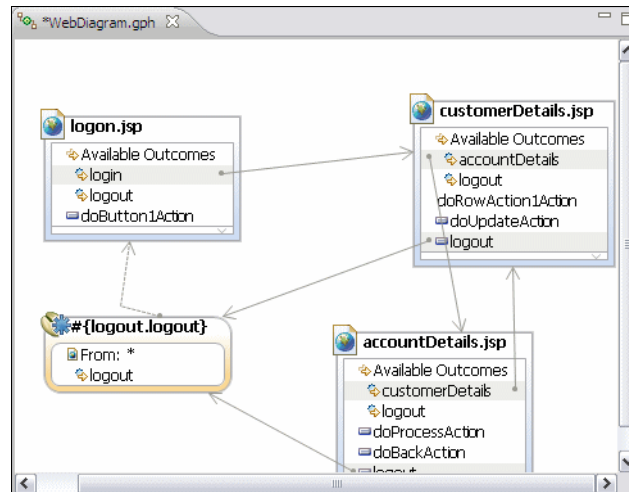 *WebDiagram.gph
logon.jsp
Available Outcomes
login
logout
doButton1Action
customerDetails.jsp
Available Outcomes
accountDetails
logout
doRowAction1Action
doUpdateAction
logout
#{logout.logout}
From: *
logout
accountDetails.jsp
Available Outcomes
customerDetails
logout
doProcessAction
doBackAction
logout